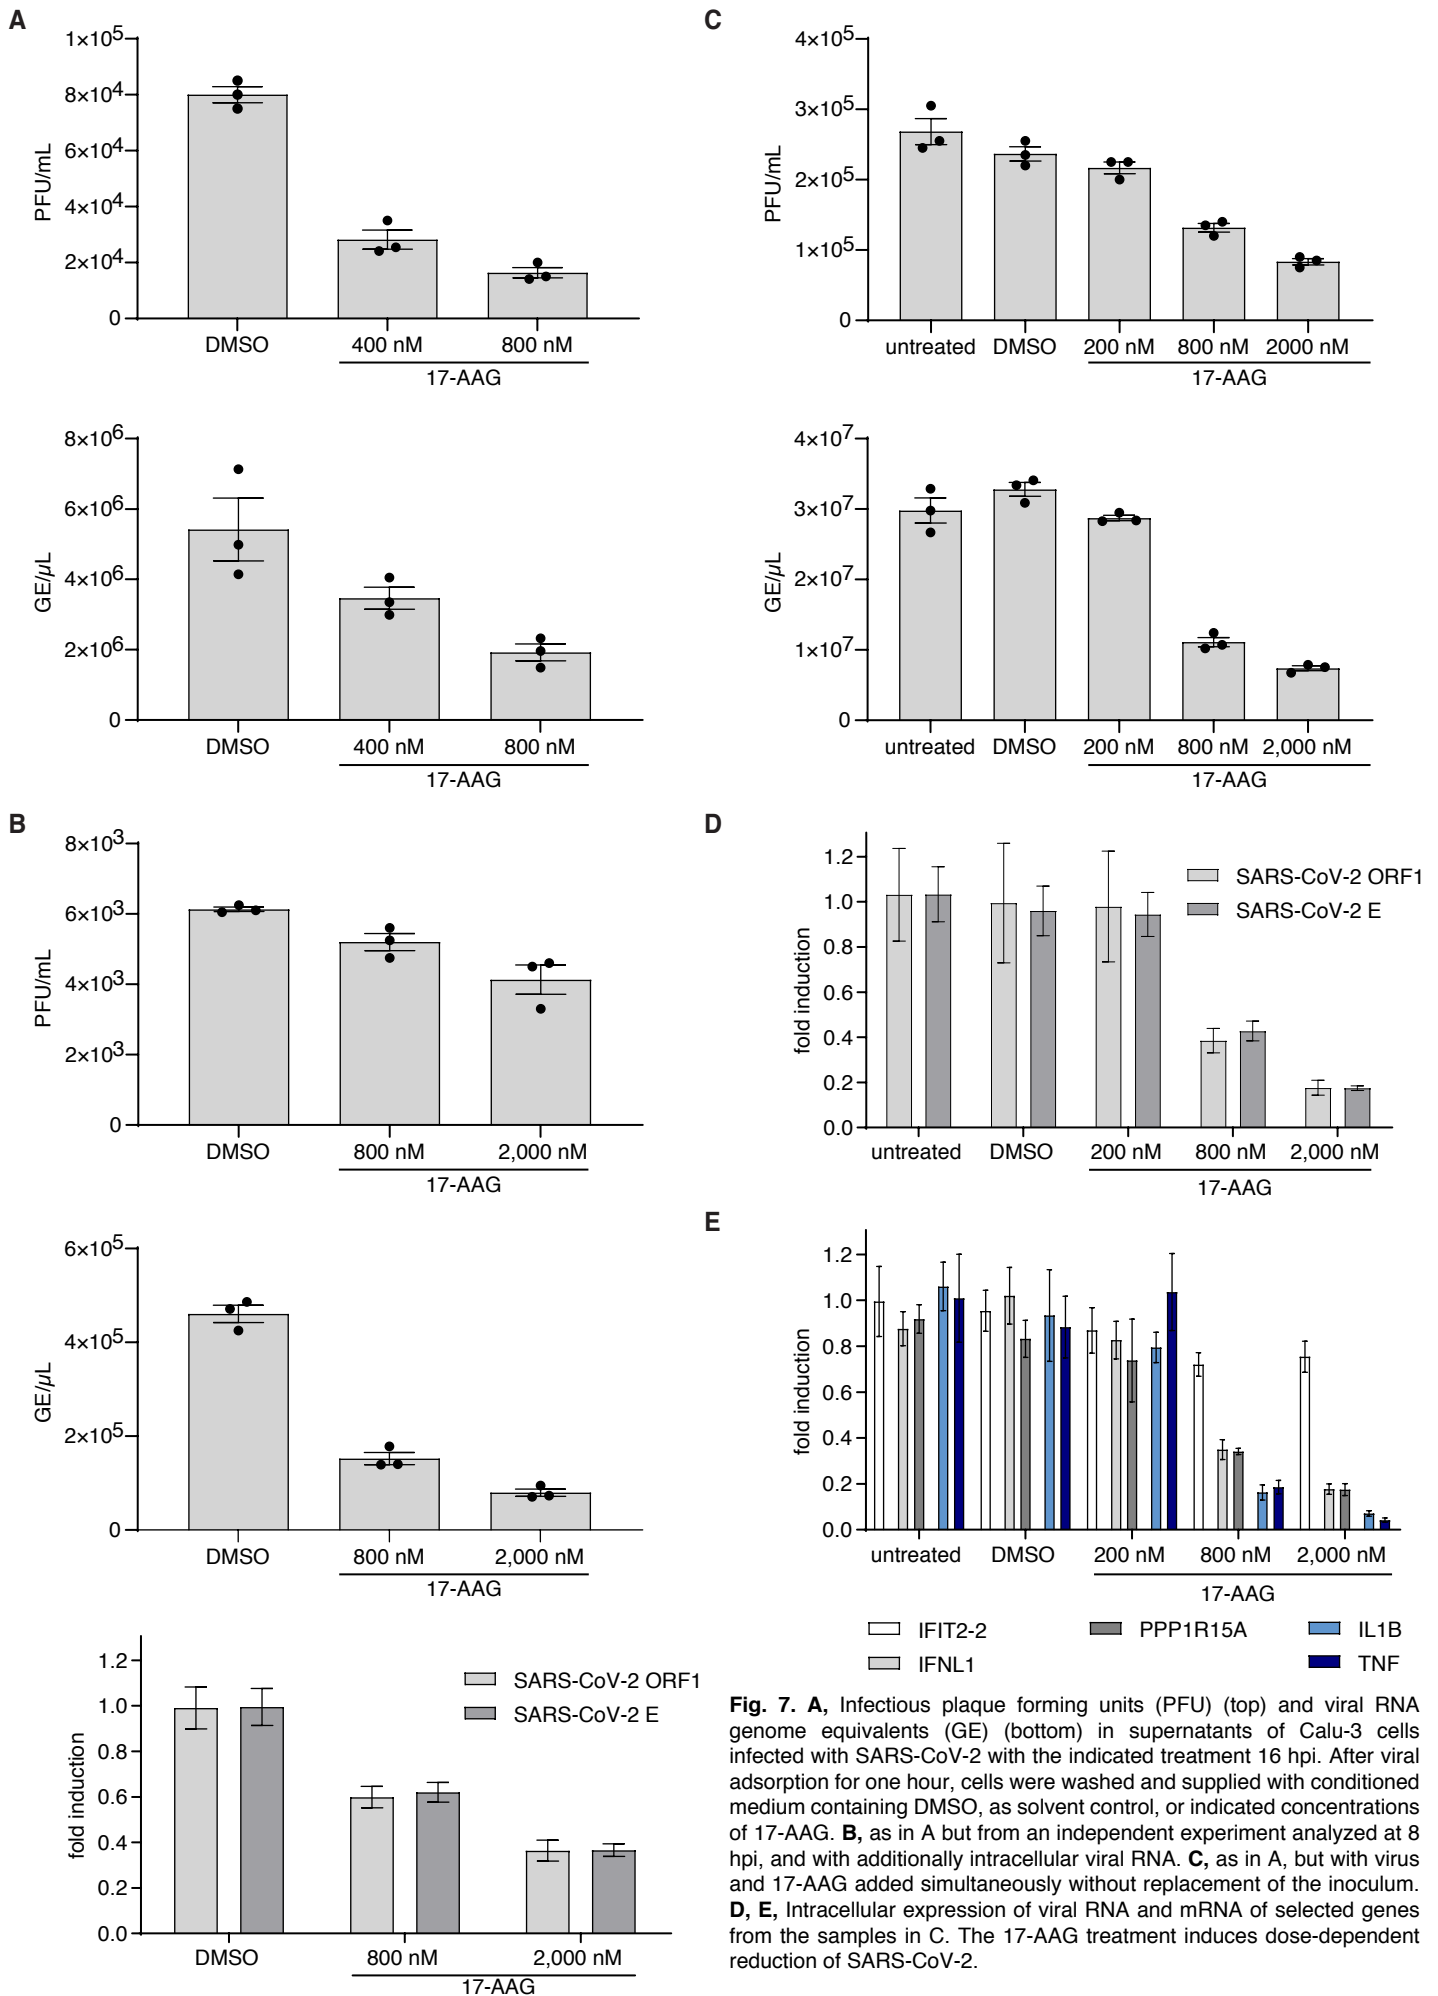 A
1×10⁵
8×10⁴
6×10⁴
4×10⁴
2×10⁴
0
PFU/mL
DMSO 400 nM 800 nM
17-AAG
8×10⁶
6×10⁶
4×10⁶
2×10⁶
0
GE/µL
DMSO 400 nM 800 nM
17-AAG
B
8×10³
6×10³
4×10³
2×10³
0
PFU/mL
DMSO 800 nM 2,000 nM
17-AAG
6×10⁵
4×10⁵
2×10⁵
0
GE/µL
DMSO 800 nM 2,000 nM
17-AAG
1.2
1.0
0.8
0.6
0.4
0.2
0.0
fold induction
SARS-CoV-2 ORF1
SARS-CoV-2 E
DMSO 800 nM 2,000 nM
17-AAG
C
4×10⁵
3×10⁵
2×10⁵
1×10⁵
0
PFU/mL
untreated DMSO 200 nM 800 nM 2000 nM
17-AAG
4×10⁷
3×10⁷
2×10⁷
1×10⁷
0
GE/µL
untreated DMSO 200 nM 800 nM 2,000 nM
17-AAG
D
1.2
1.0
0.8
0.6
0.4
0.2
0.0
fold induction
SARS-CoV-2 ORF1
SARS-CoV-2 E
untreated DMSO 200 nM 800 nM 2,000 nM
17-AAG
E
1.2
1.0
0.8
0.6
0.4
0.2
0.0
fold induction
untreated DMSO 200 nM 800 nM 2,000 nM
17-AAG
IFIT2-2 PPP1R15A IL1B
IFNL1 TNF
Fig. 7. A, Infectious plaque forming units (PFU) (top) and viral RNA
genome equivalents (GE) (bottom) in supernatants of Calu-3 cells
infected with SARS-CoV-2 with the indicated treatment 16 hpi. After viral
adsorption for one hour, cells were washed and supplied with conditioned
medium containing DMSO, as solvent control, or indicated concentrations
of 17-AAG. B, as in A but from an independent experiment analyzed at 8
hpi, and with additionally intracellular viral RNA. C, as in A, but with virus
and 17-AAG added simultaneously without replacement of the inoculum.
D, E, Intracellular expression of viral RNA and mRNA of selected genes
from the samples in C. The 17-AAG treatment induces dose-dependent
reduction of SARS-CoV-2.